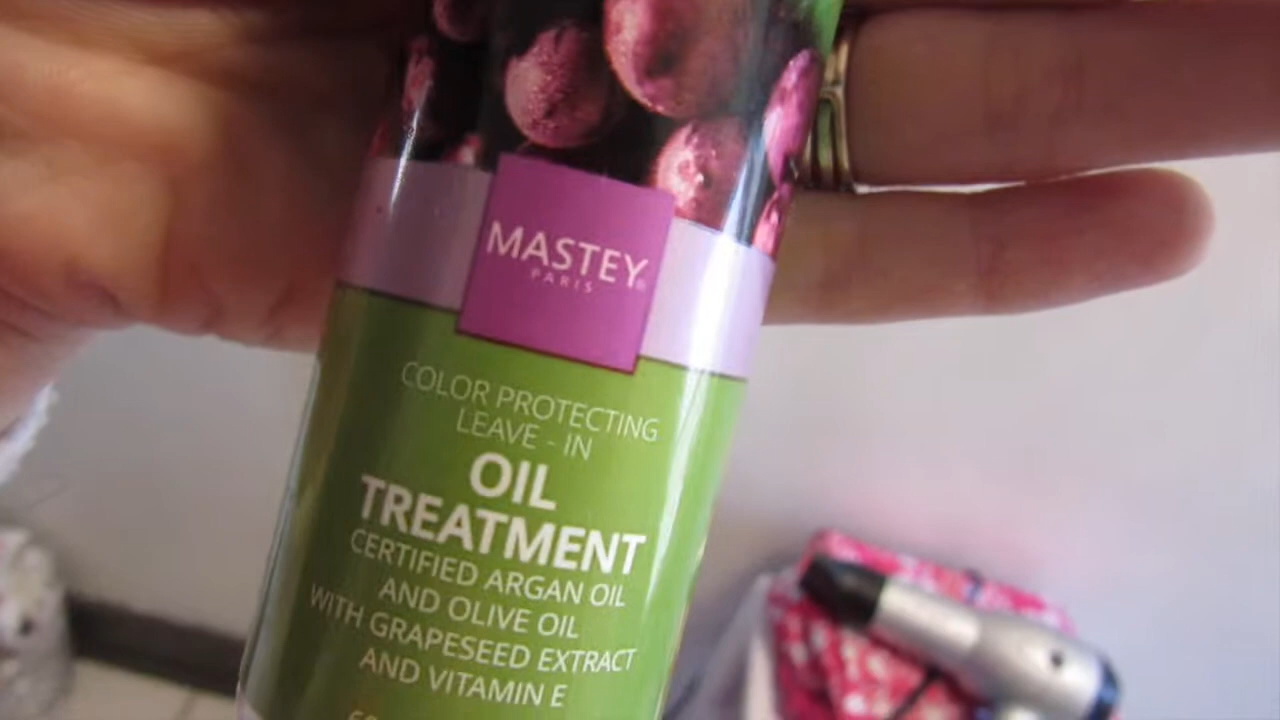 MASTEY®
PARIS
COLOR PROTECTING
LEAVE - IN
OIL
TREATMENT
CERTIFIED ARGAN OIL
AND OLIVE OIL
WITH GRAPESEED EXTRACT
AND VITAMIN E